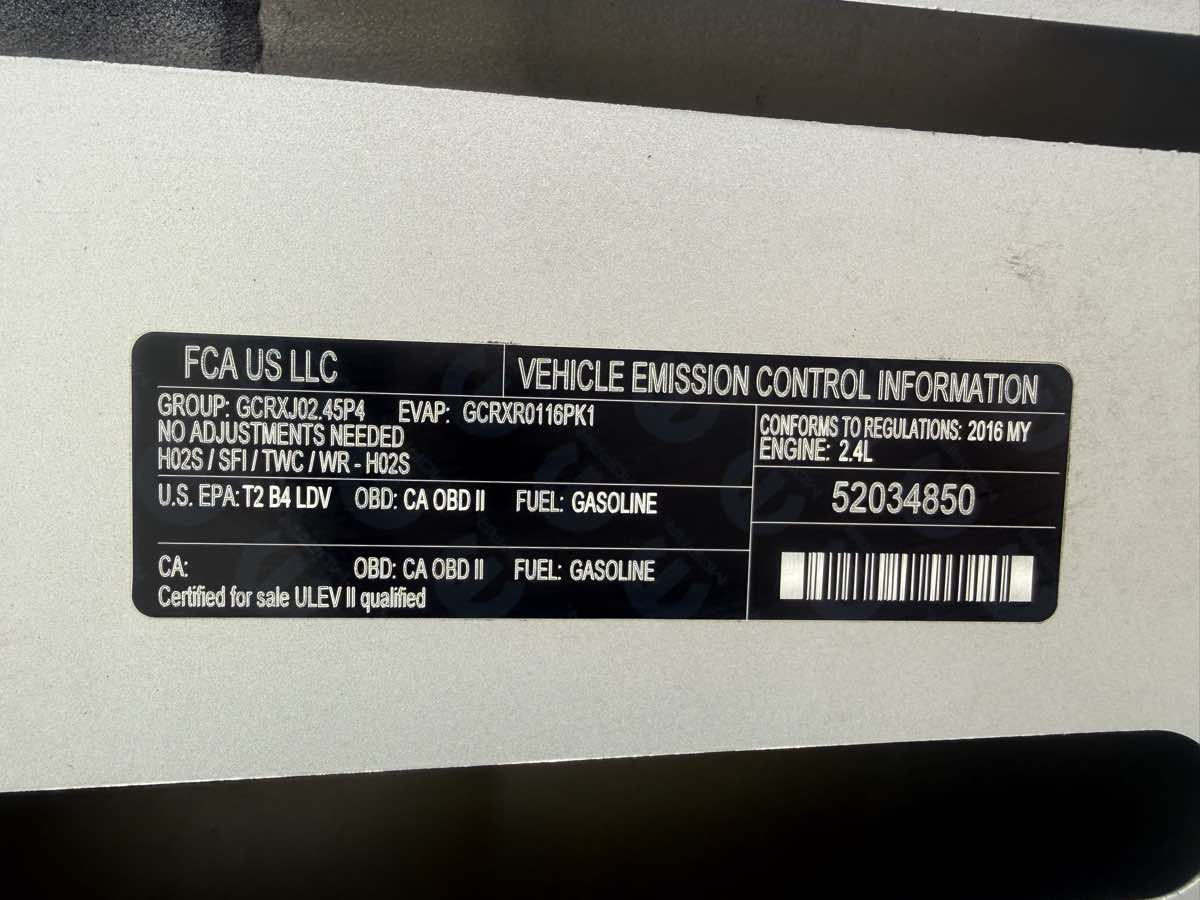 FCA US LLC
VEHICLE EMISSION CONTROL INFORMATION
GROUP: GCRXJ02.45P4 EVAP: GCRXR0116PK1
NO ADJUSTMENTS NEEDED
H02S / SFI / TWC / WR - H02S
U.S. EPA: T2 B4 LDV OBD: CA OBD II FUEL: GASOLINE
CA: OBD: CA OBD II FUEL: GASOLINE
Certified for sale ULEV II qualified
CONFORMS TO REGULATIONS: 2016 MY
ENGINE: 2.4L
52034850